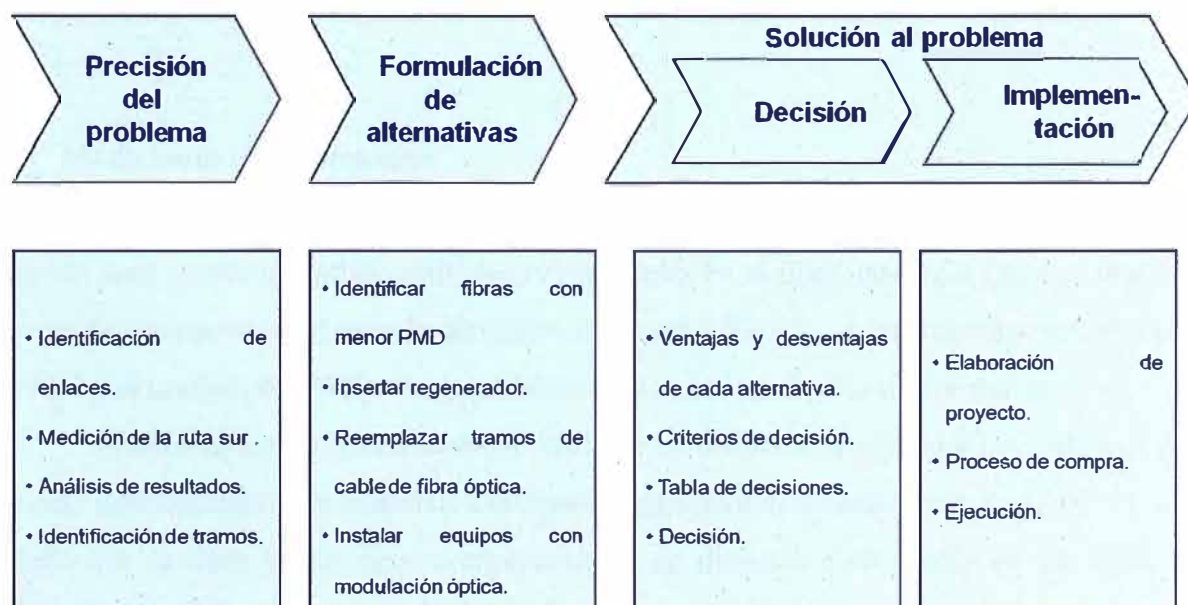 Precisión
del
problema
Formulación
de
alternativas
Solución al problema
Decisión
Implemen-
tación
• Identificación de
enlaces.
• Medición de la ruta sur.
• Análisis de resultados.
• Identificación de tramos.
• Identificar fibras con
menor PMD
• Insertar regenerador.
• Reemplazar tramos de
cable de fibra óptica.
• Instalar equipos con
modulación óptica.
• Ventajas y desventajas
de cada alternativa.
• Criterios de decisión.
• Tabla de decisiones.
• Decisión.
• Elaboración de
proyecto.
• Proceso de compra.
• Ejecución.